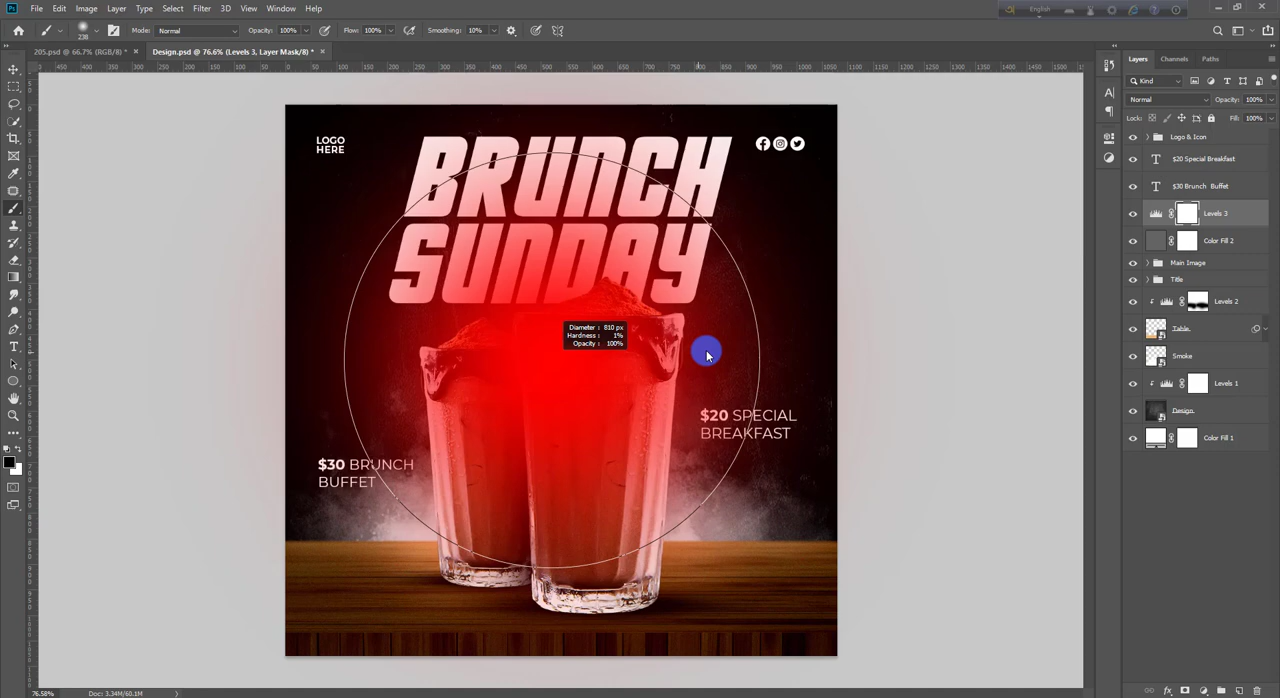 File Edit Image Layer Type Select Filter 3D View Window Help
English
238 Mode: Normal Opacity: 100% Flow: 100% Smoothing: 10%
205.psd @ 66.7% (RGB/8) * × Design.psd @ 76.6% (Levels 3, Layer Mask/8) * ×
LOGO
HERE
BRUNCH
SUNDAY
Diameter : 810 px
Hardness : 1%
Opacity : 100%
$20 SPECIAL
BREAKFAST
$30 BRUNCH
BUFFET
Layers Channels Paths
Kind
Normal Opacity: 100%
Lock: Fill: 100%
Logo & Icon
$20 Special Breakfast
$30 Brunch Buffet
Levels 3
Color Fill 2
Main Image
Title
Levels 2
Table
Smoke
Levels 1
Design
Color Fill 1
76.58% Doc: 3.34M/60.1M